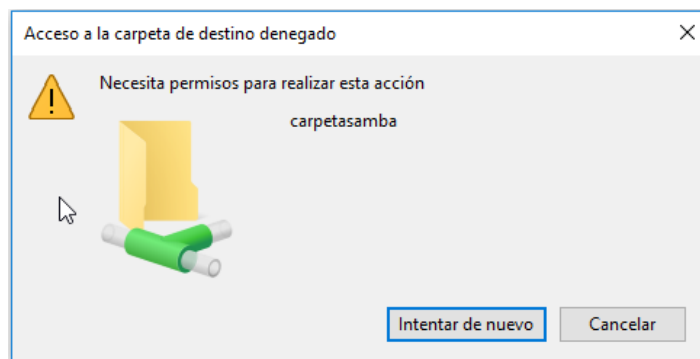 Acceso a la carpeta de destino denegado
Necesita permisos para realizar esta acción
carpetasamba
Intentar de nuevo
Cancelar